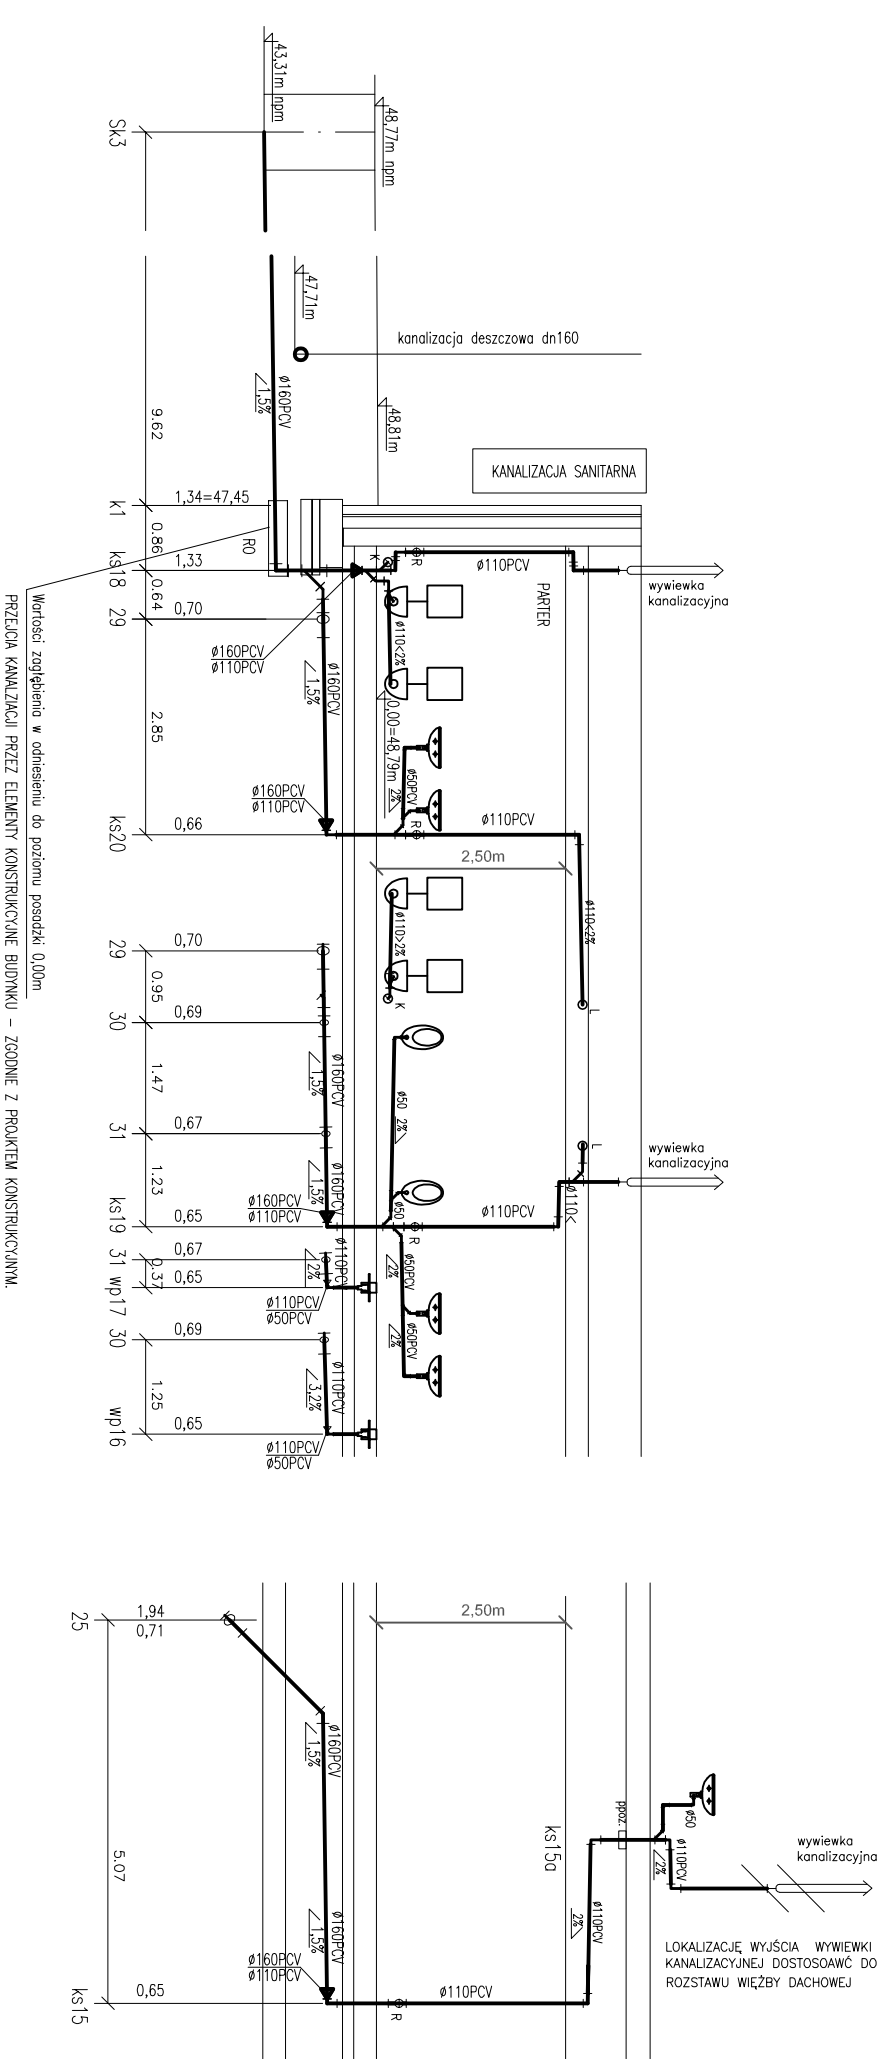 43,31m npm
48,77m npm
Sk3
47,71m
kanalizacja deszczowa dn160
ø160PCV
1,5%
48,81m
9.62
KANALIZACJA SANITARNA
k1
1,34=47,45
0.86
RO
ks18
1,33
K
R
ø110PCV
wywiewka
kanalizacyjna
PARTER
0.64
29
0,70
ø110<2%
ø160PCV
ø110PCV
ø160PCV
1,5%
0,00=48,79m
2.85
ø50PCV
2%
ø160PCV
ø110PCV
ks20
0,66
R
ø110PCV
2,50m
ø110>2%
ø110<2%
29
0,70
0.95
K
L
30
0,69
ø160PCV
1,5%
1.47
ø50 2%
31
0,67
L
wywiewka
kanalizacyjna
ø160PCV
1,5%
1.23
ø110<
ø160PCV
ø110PCV
ø50
ks19
0,65
R
ø110PCV
31
0,67
ø110PCV
2%
ø50PCV
2%
0.37
wp17
0,65
ø110PCV
ø50PCV
ø50PCV
2%
30
0,69
ø110PCV
3,2%
1.25
wp16
0,65
ø110PCV
ø50PCV
Wartości zagłębienia w odniesieniu do poziomu posadzki 0,00m
PRZEJCIA KANALZIACJI PRZEZ ELEMENTY KONSTRUKCYJNE BUDYNKU – ZGODNIE Z PROJKTEM KONSTRUKCYJNYM.
25
1,94
0,71
2,50m
ø160PCV
1,5%
ppoż.
ø50
ks15a
ø110PCV
2%
wywiewka
kanalizacyjna
5.07
ø160PCV
1,5%
ø110PCV
2%
LOKALIZACJĘ WYJŚCIA WYWIEWKI
KANALIZACYJNEJ DOSTOSOAWĆ DO
ROZSTAWU WIĘŹBY DACHOWEJ
ø160PCV
ø110PCV
ks15
0,65
R
ø110PCV